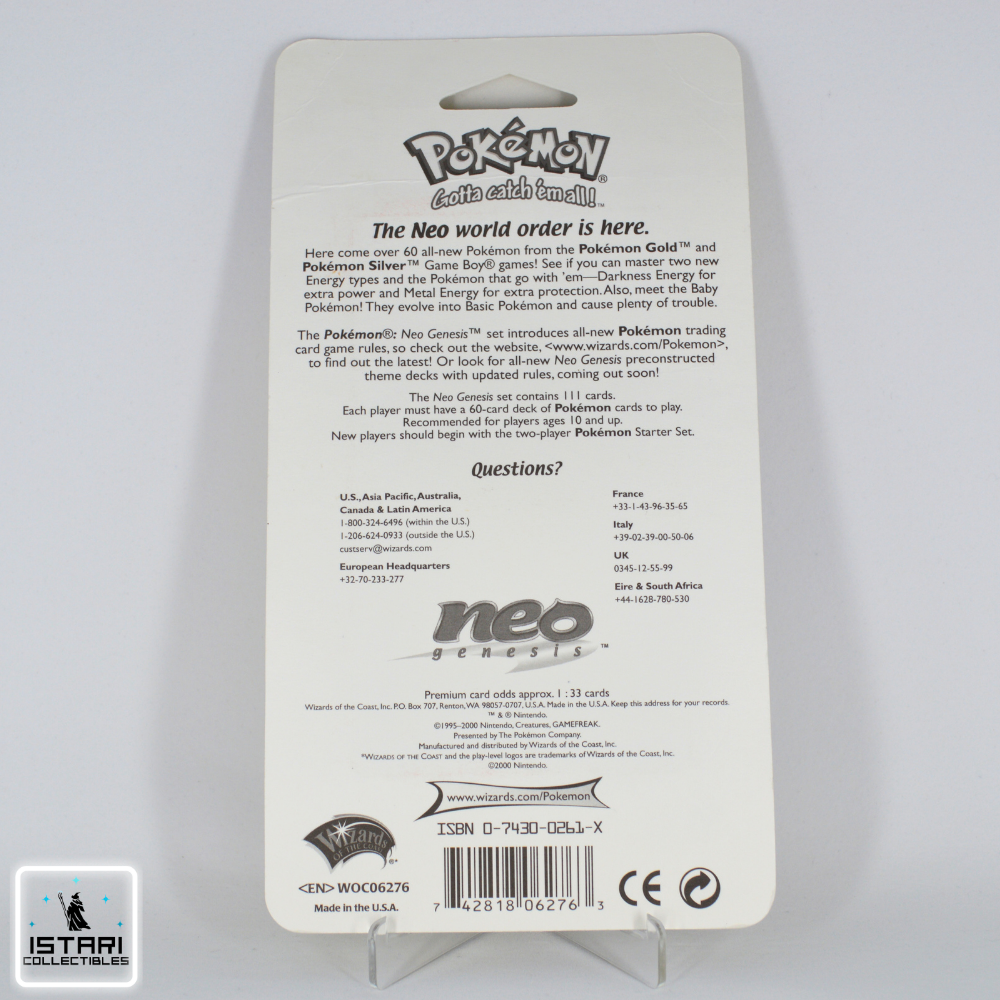 POKéMON®
Gotta catch 'em all!™
The Neo world order is here.
Here come over 60 all-new Pokémon from the Pokémon Gold™ and
Pokémon Silver™ Game Boy® games! See if you can master two new
Energy types and the Pokémon that go with 'em—Darkness Energy for
extra power and Metal Energy for extra protection. Also, meet the Baby
Pokémon! They evolve into Basic Pokémon and cause plenty of trouble.
The Pokémon®: Neo Genesis™ set introduces all-new Pokémon trading
card game rules, so check out the website, <www.wizards.com/Pokemon>,
to find out the latest! Or look for all-new Neo Genesis preconstructed
theme decks with updated rules, coming out soon!
The Neo Genesis set contains 111 cards.
Each player must have a 60-card deck of Pokémon cards to play.
Recommended for players ages 10 and up.
New players should begin with the two-player Pokémon Starter Set.
Questions?
U.S., Asia Pacific, Australia,
Canada & Latin America
1-800-324-6496 (within the U.S.)
1-206-624-0933 (outside the U.S.)
custserv@wizards.com
European Headquarters
+32-70-233-277
France
+33-1-43-96-35-65
Italy
+39-02-39-00-50-06
UK
0345-12-55-99
Eire & South Africa
+44-1628-780-530
neo
genesis™
Premium card odds approx. 1 : 33 cards
Wizards of the Coast, Inc. P.O. Box 707, Renton, WA 98057-0707, U.S.A. Made in the U.S.A. Keep this address for your records.
™ & ® Nintendo.
©1995–2000 Nintendo, Creatures, GAMEFREAK.
Presented by The Pokémon Company.
Manufactured and distributed by Wizards of the Coast, Inc.
*WIZARDS OF THE COAST and the play-level logos are trademarks of Wizards of the Coast, Inc.
©2000 Nintendo.
www.wizards.com/Pokemon
ISBN 0-7430-0261-X
Wizards
OF THE COAST
®*
<EN> WOC06276
Made in the U.S.A.
7 42818 06276 3
CE
ISTARI
COLLECTIBLES